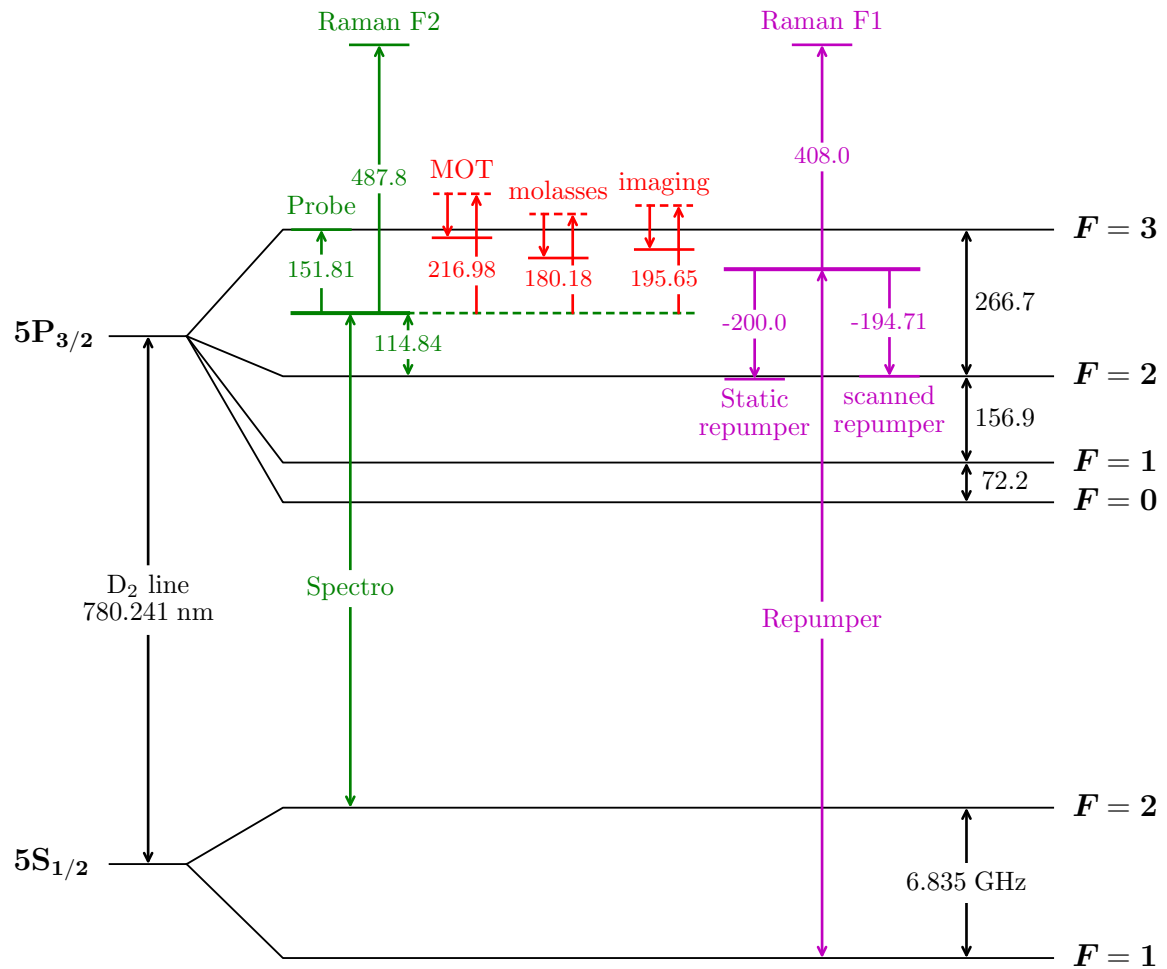 Raman F2
Raman F1
408.0
MOT
487.8
imaging
molasses
Probe
F = 3
151.81
216.98
180.18
195.65
266.7
-200.0
-194.71
5P3/2
114.84
F = 2
Static
repumper
scanned
repumper
156.9
F = 1
72.2
F = 0
D2 line
780.241 nm
Spectro
Repumper
F = 2
5S1/2
6.835 GHz
F = 1